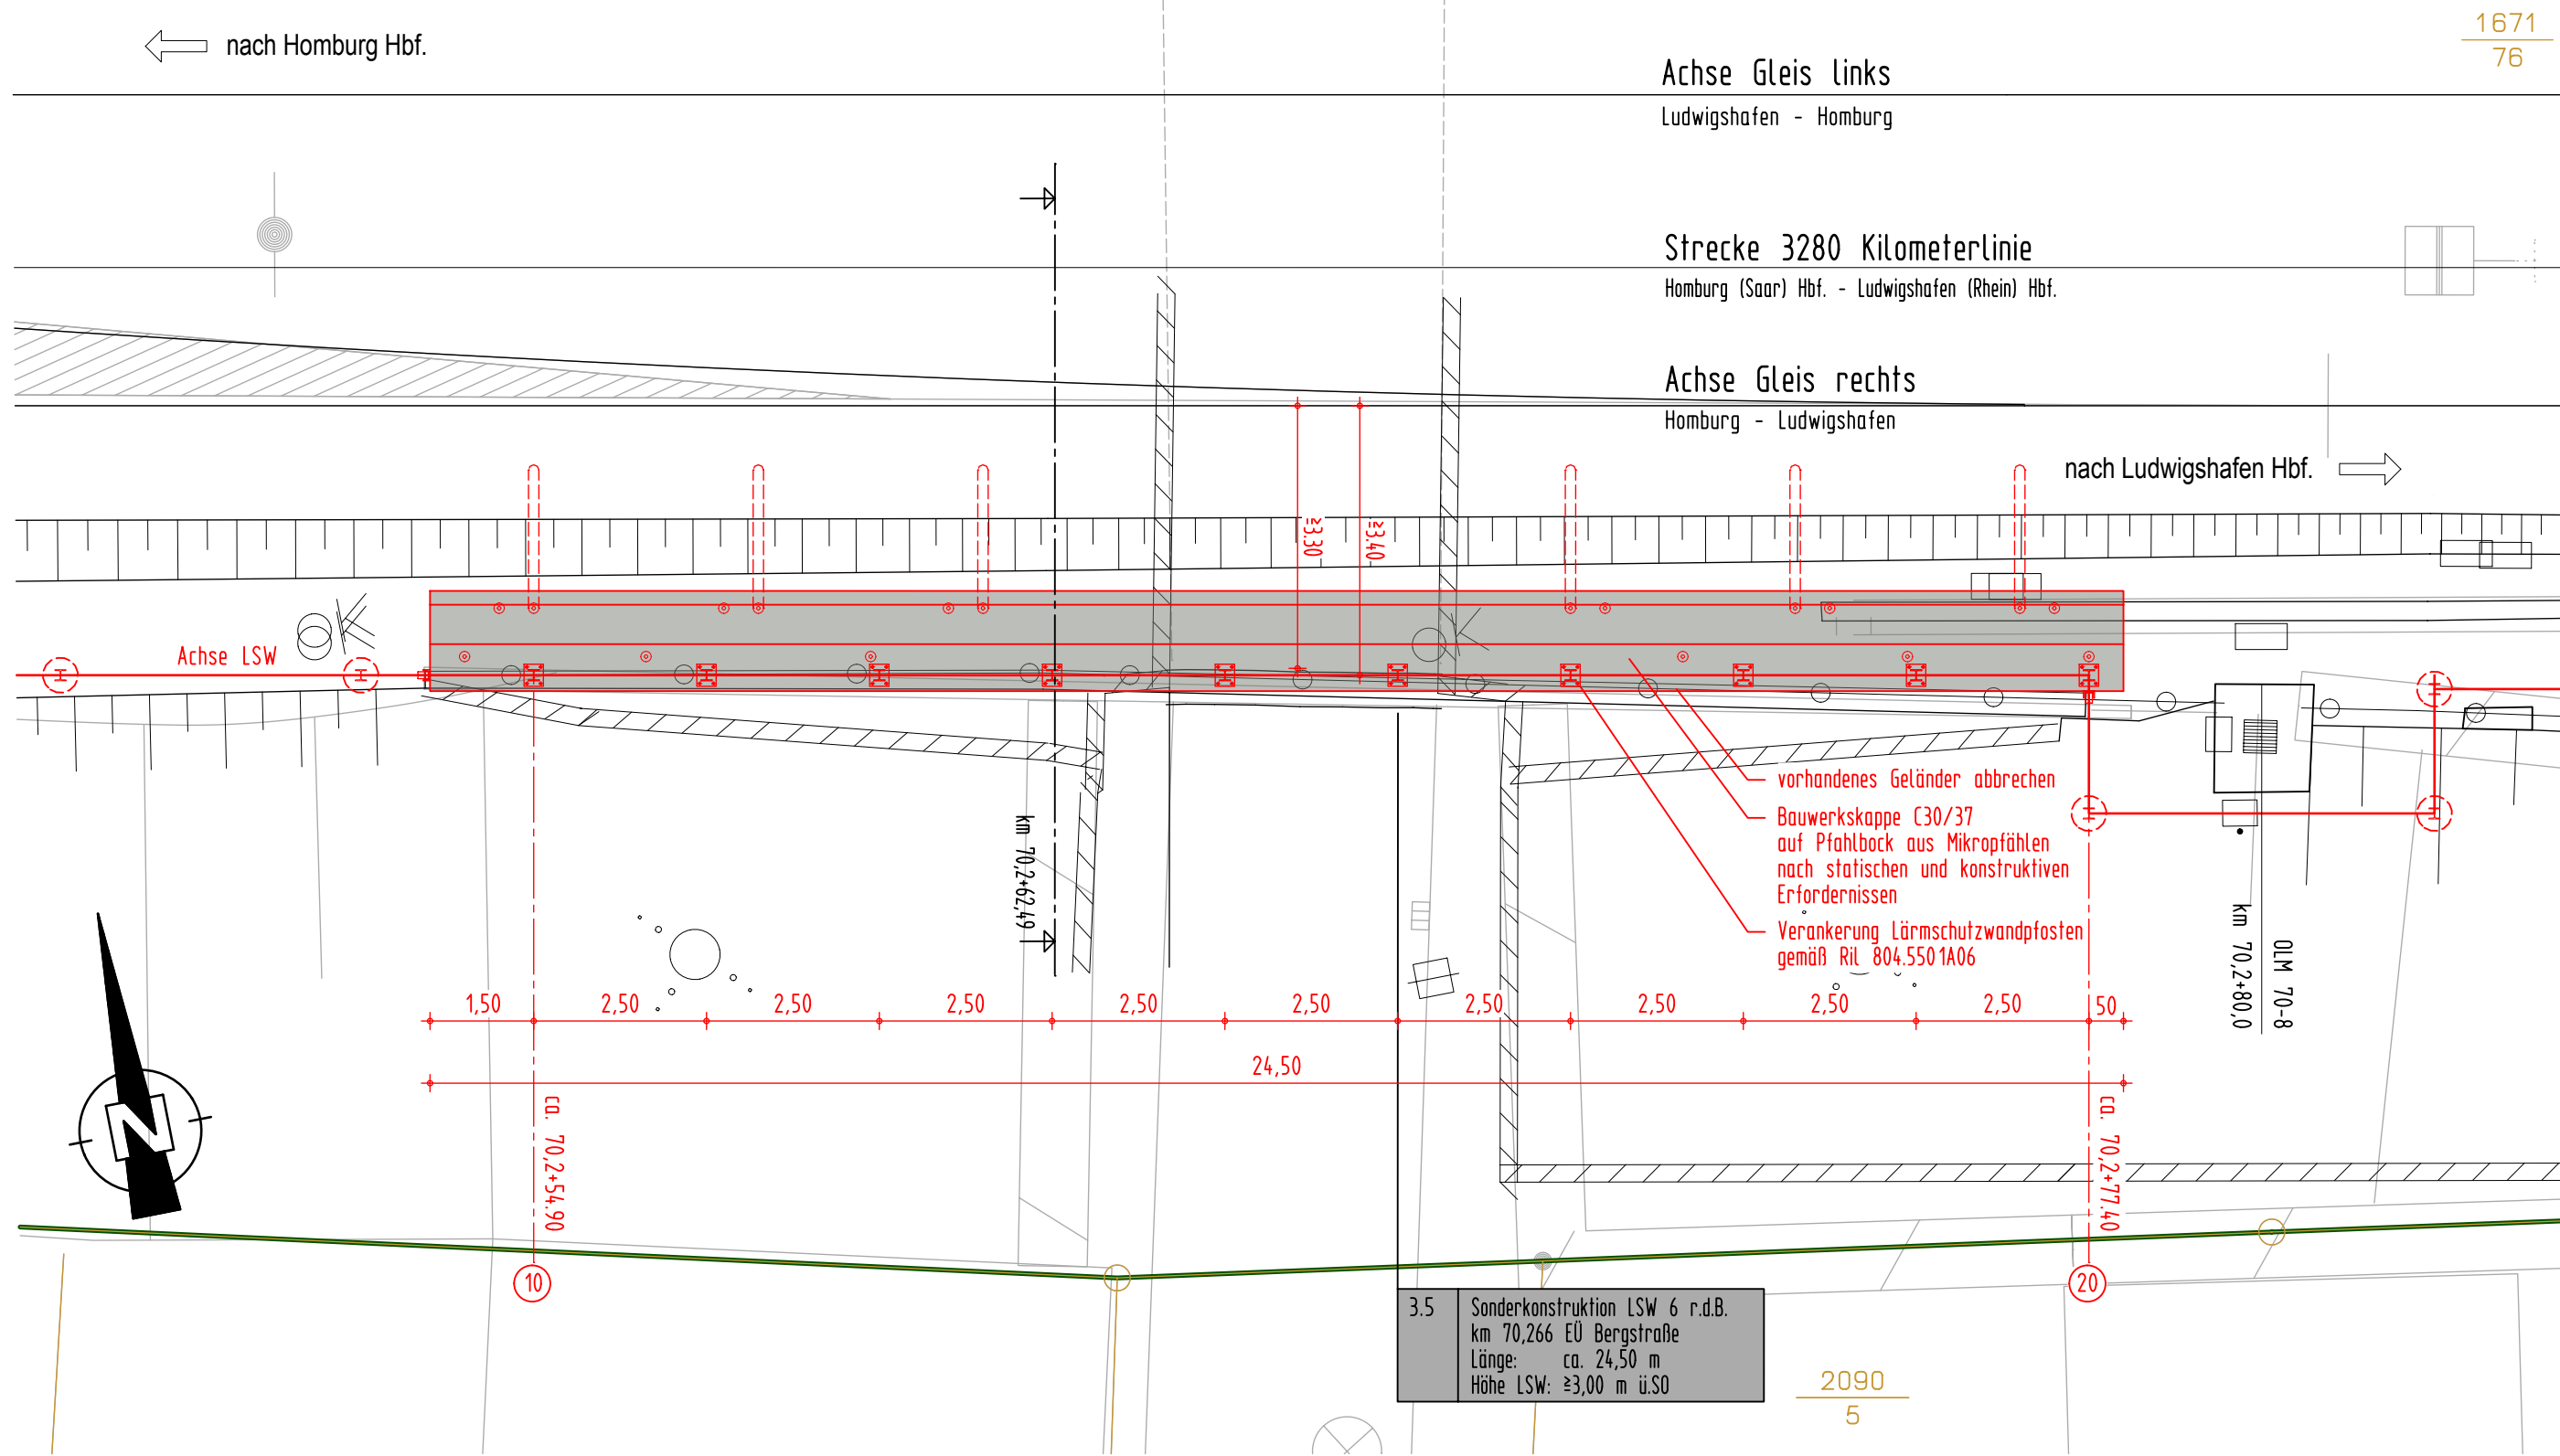 nach Homburg Hbf.
1671
76
Achse Gleis links
Ludwigshafen - Homburg
Strecke 3280 Kilometerlinie
Homburg (Saar) Hbf. - Ludwigshafen (Rhein) Hbf.
Achse Gleis rechts
Homburg - Ludwigshafen
nach Ludwigshafen Hbf.
≥3.30
≥3.40
Achse LSW
vorhandenes Geländer abbrechen
Bauwerkskappe C30/37
auf Pfahlbock aus Mikropfählen
nach statischen und konstruktiven
Erfordernissen
Verankerung Lärmschutzwandpfosten
gemäß Ril 804.5501A06
km 70,2+62,49
km 70,2+80,0
OLM 70-8
1,50
2,50
2,50
2,50
2,50
2,50
2,50
2,50
2,50
2,50
50
24,50
ca. 70,2+54.90
ca. 70,2+77.40
N
10
20
3.5
Sonderkonstruktion LSW 6 r.d.B.
km 70,266 EÜ Bergstraße
Länge: ca. 24,50 m
Höhe LSW: ≥3,00 m ü.SO
2090
5